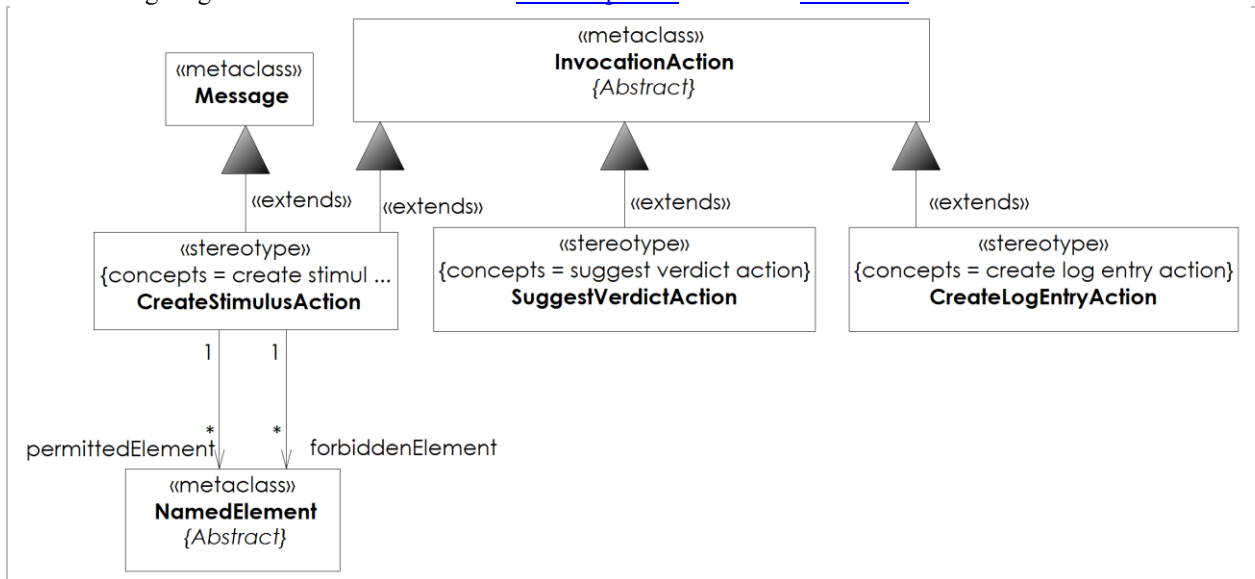 «metaclass»
Message
«metaclass»
InvocationAction
{Abstract}
«extends»
«extends»
«extends»
«extends»
«stereotype»
{concepts = create stimul ...
CreateStimulusAction
«stereotype»
{concepts = suggest verdict action}
SuggestVerdictAction
«stereotype»
{concepts = create log entry action}
CreateLogEntryAction
1
1
*
*
permittedElement
forbiddenElement
«metaclass»
NamedElement
{Abstract}